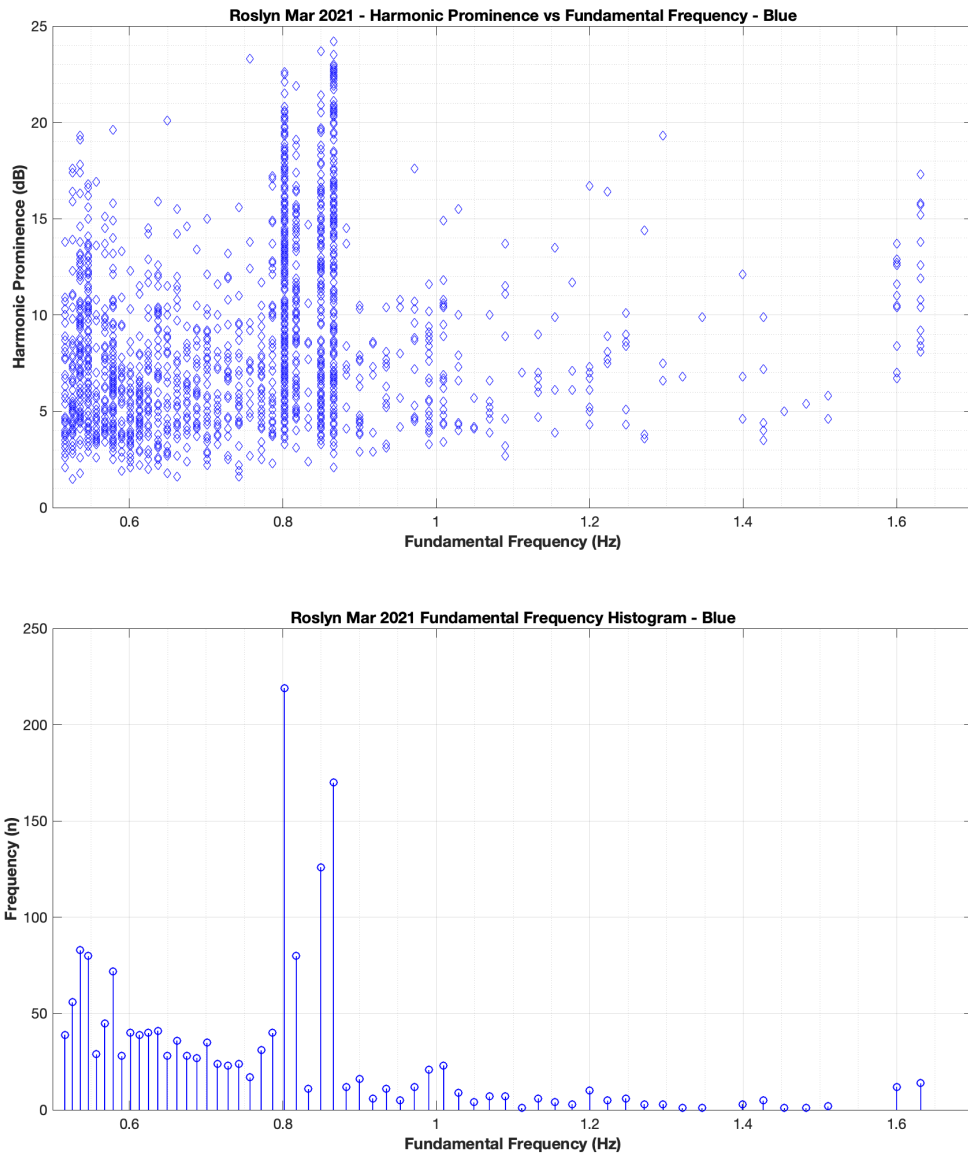 Roslyn Mar 2021 - Harmonic Prominence vs Fundamental Frequency - Blue
25
20
15
10
5
0
Harmonic Prominence (dB)
0.6 0.8 1 1.2 1.4 1.6
Fundamental Frequency (Hz)
Roslyn Mar 2021 Fundamental Frequency Histogram - Blue
250
200
150
100
50
0
Frequency (n)
0.6 0.8 1 1.2 1.4 1.6
Fundamental Frequency (Hz)